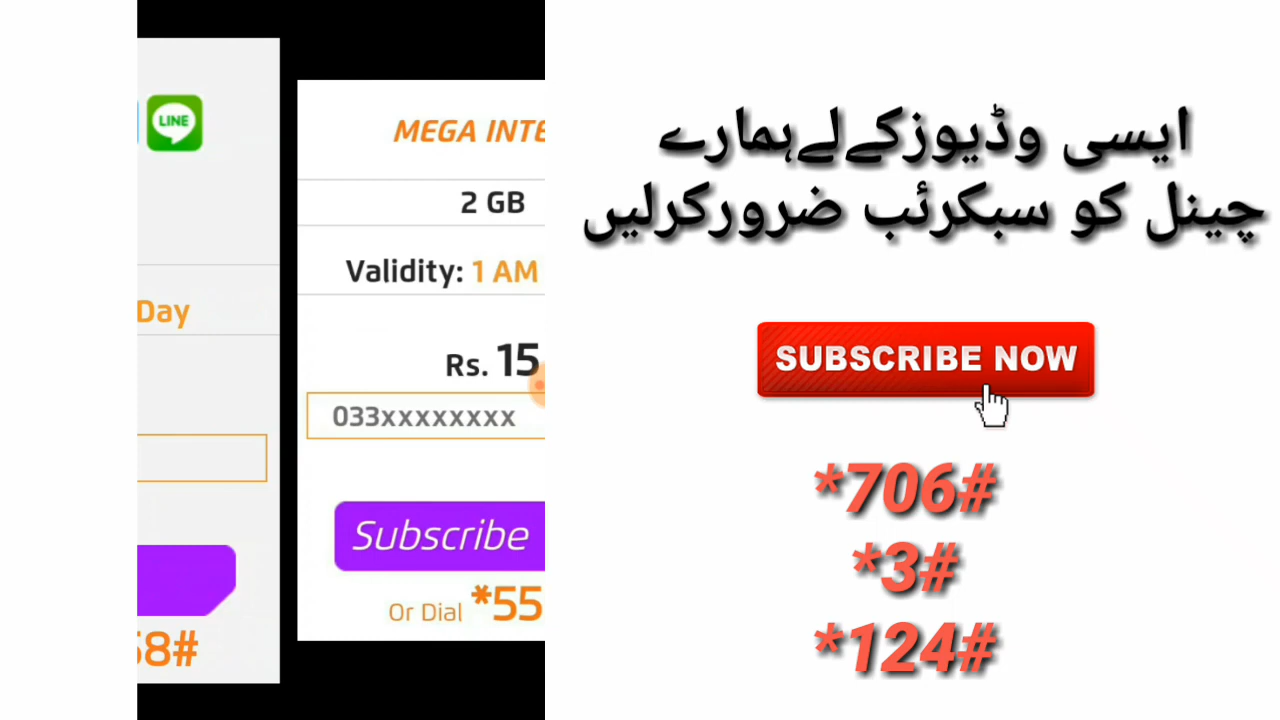 LINE
Day
58#
MEGA INTE
2 GB
Validity: 1 AM
Rs. 15
033xxxxxxxx
Subscribe
Or Dial *55
ایسی وڈیوزکےلےہمارے
چینل کو سبکرئب ضرورکرلیں
SUBSCRIBE NOW
*706#
*3#
*124#